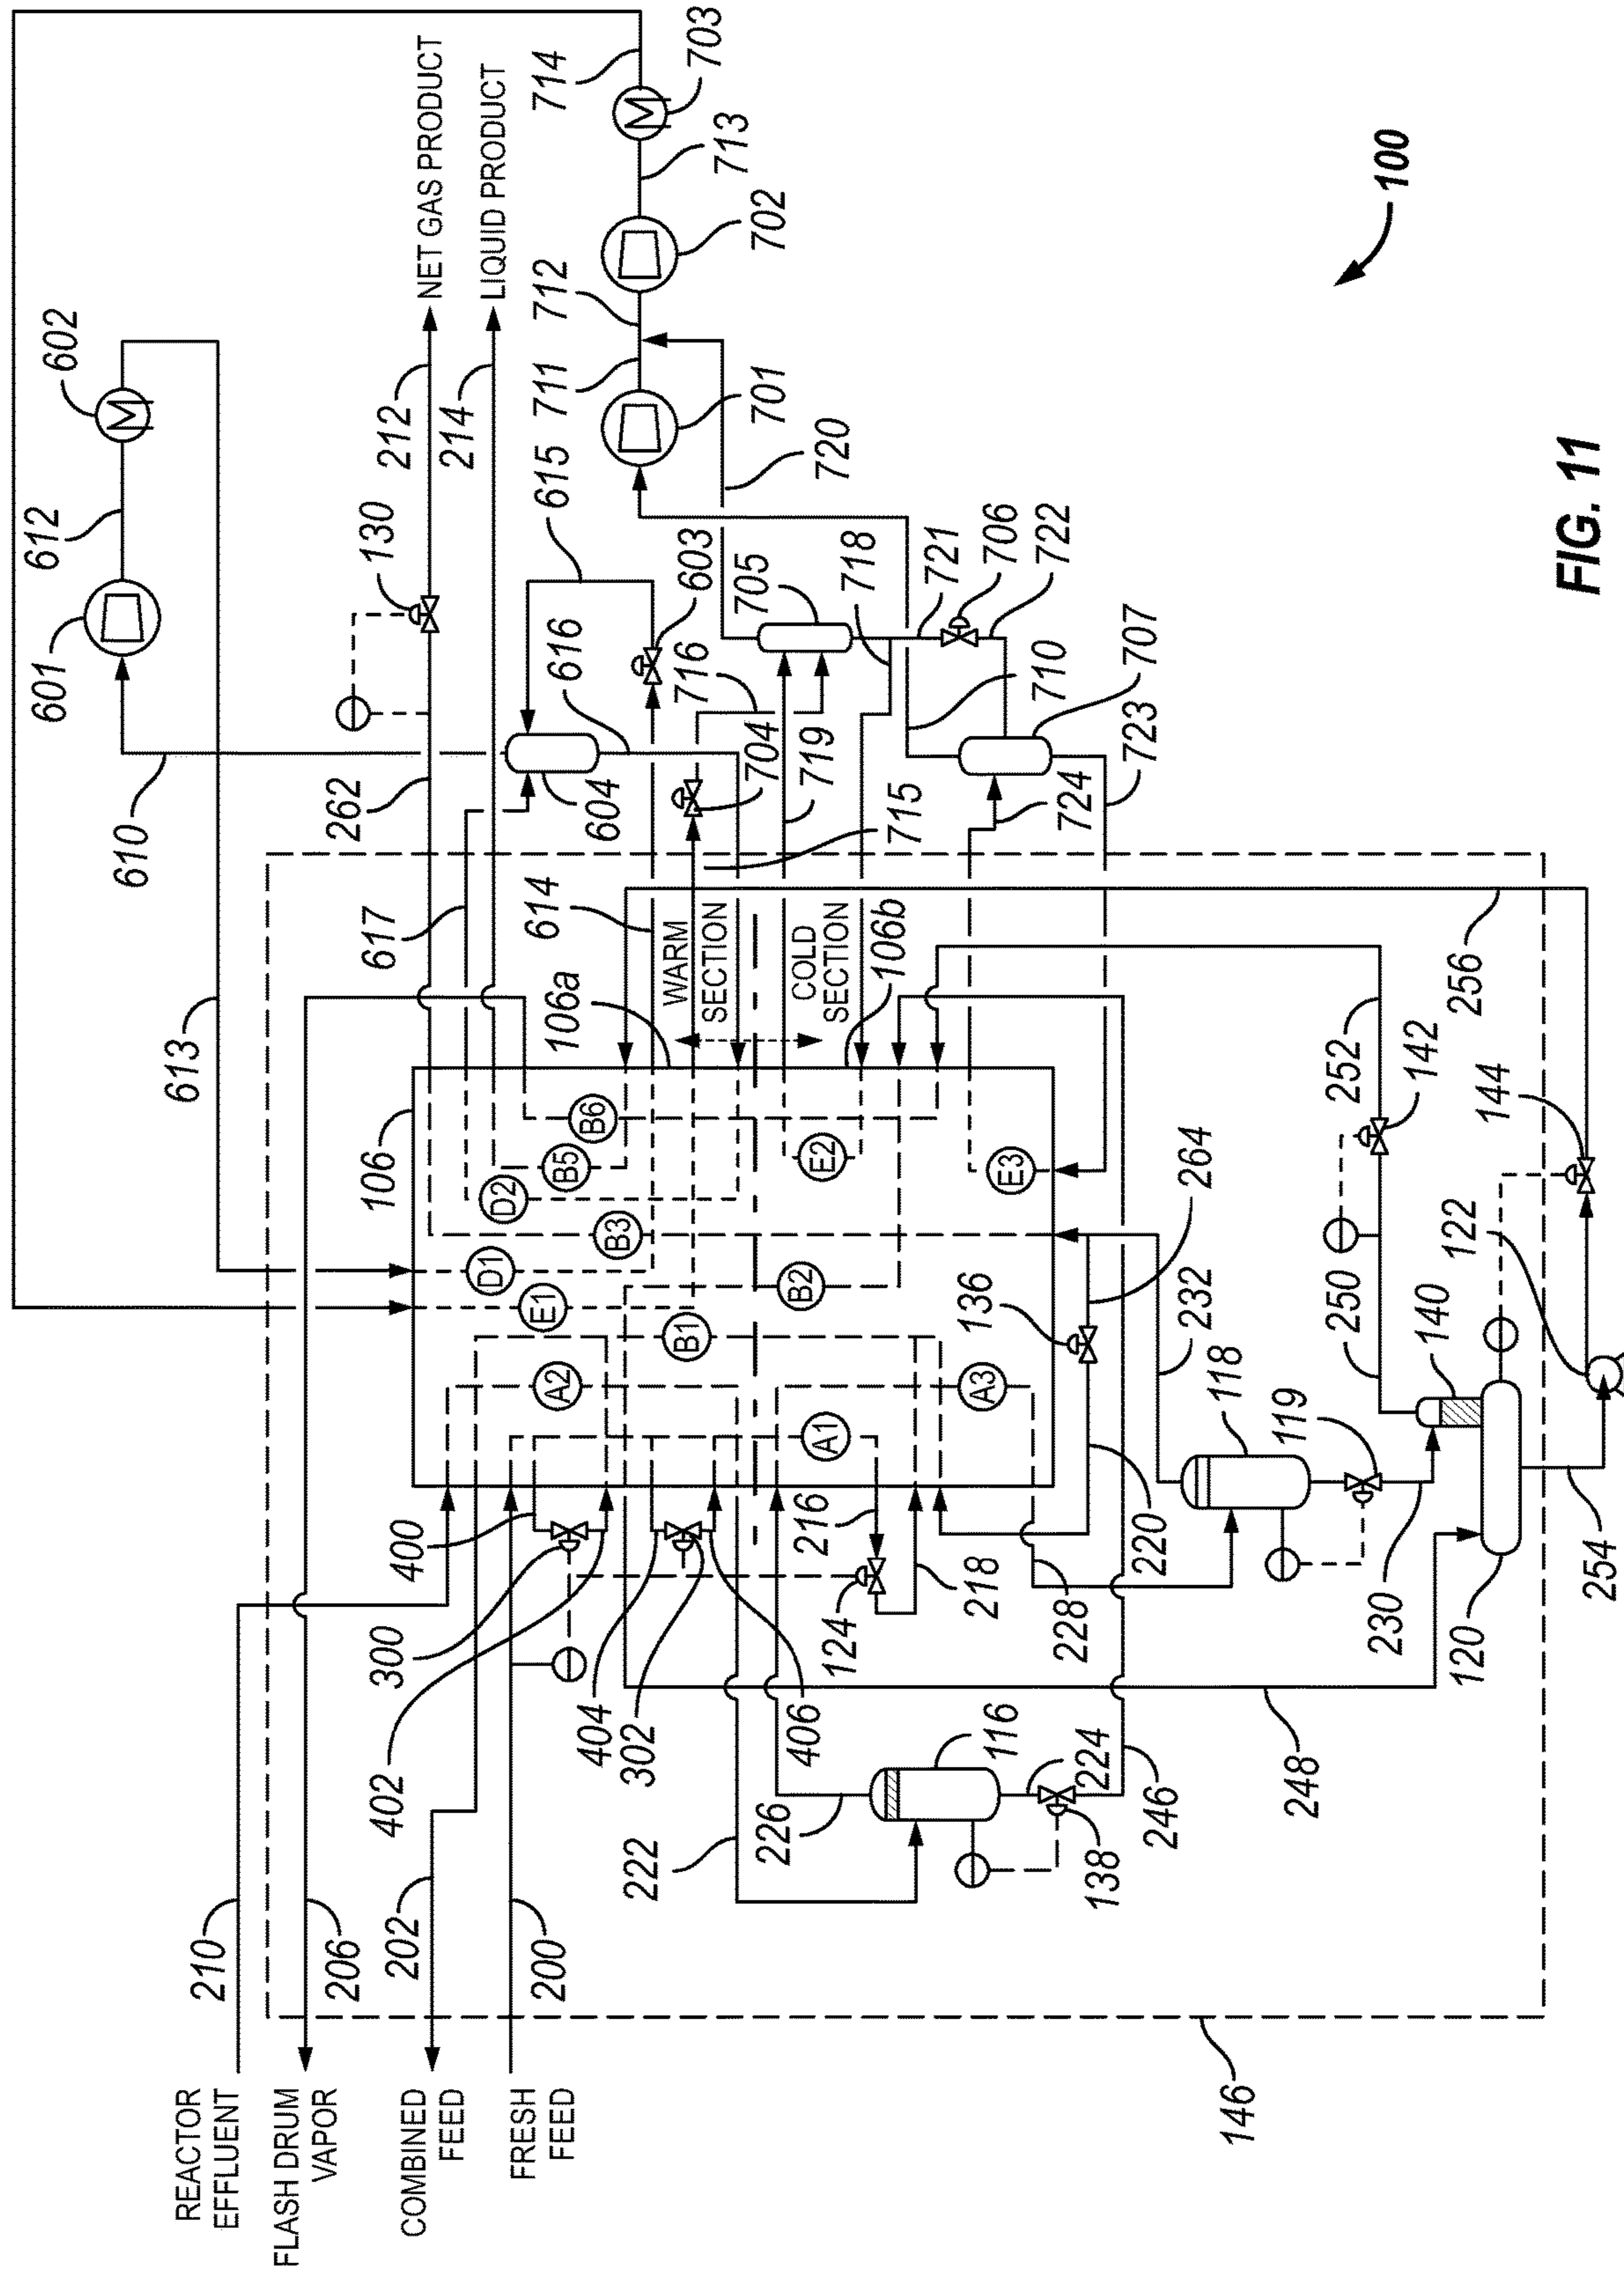 REACTOR
EFFLUENT
FLASH DRUM
VAPOR
COMBINED
FEED
FRESH
FEED
210
206
202
200
146
222
226
116
224
138
246
248
400
300
402
404
302
406
124
216
218
228
220
118
119
230
120
254
106
A2
A1
A3
B1
B2
E1
D1
B3
D2
B5
B6
E2
E3
136
264
232
250
140
122
252
142
144
256
613
106a
WARM
SECTION
COLD
SECTION
106b
617
614
610
262
604
616
704
716
719
715
724
723
707
710
722
706
721
718
705
603
615
601
612
602
130
212
214
NET GAS PRODUCT
LIQUID PRODUCT
720
701
711
712
702
713
703
714
100
FIG. 11